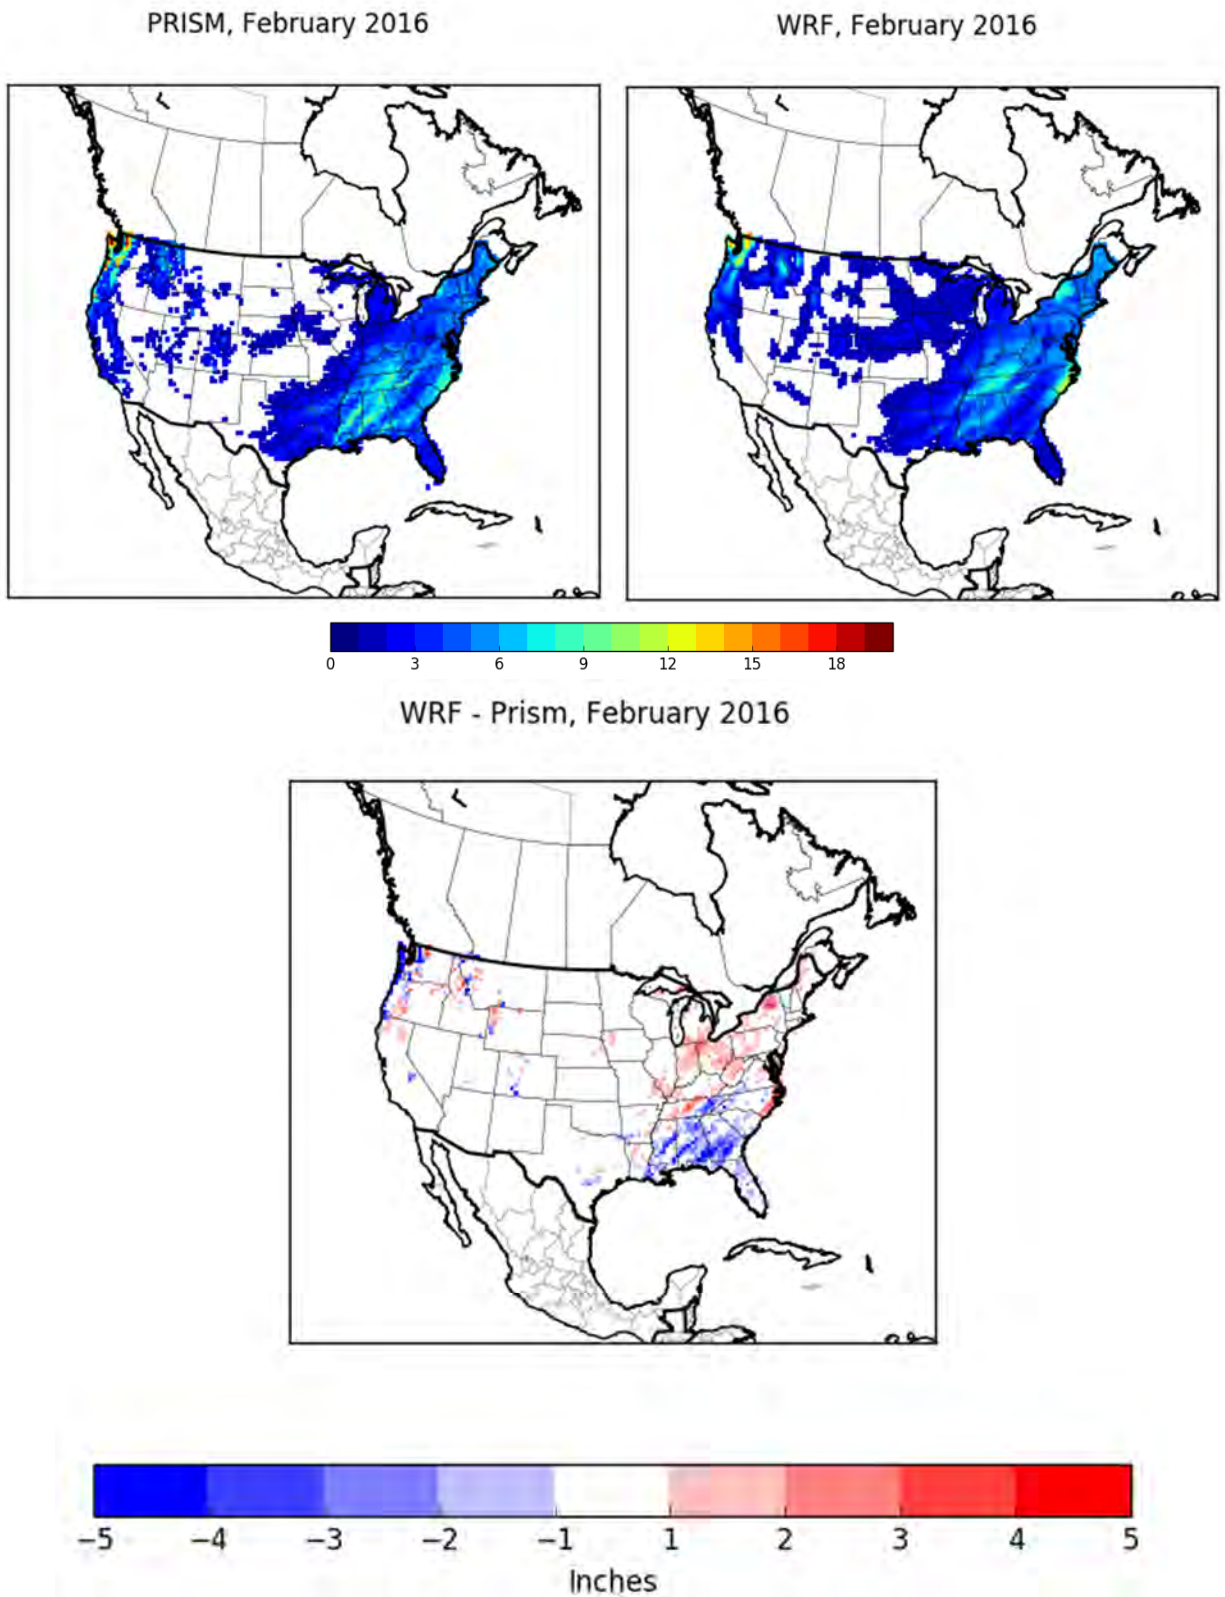 PRISM, February 2016
WRF, February 2016
1
0 3 6 9 12 15 18
WRF - Prism, February 2016
−5 −4 −3 −2 −1 1 2 3 4 5
Inches